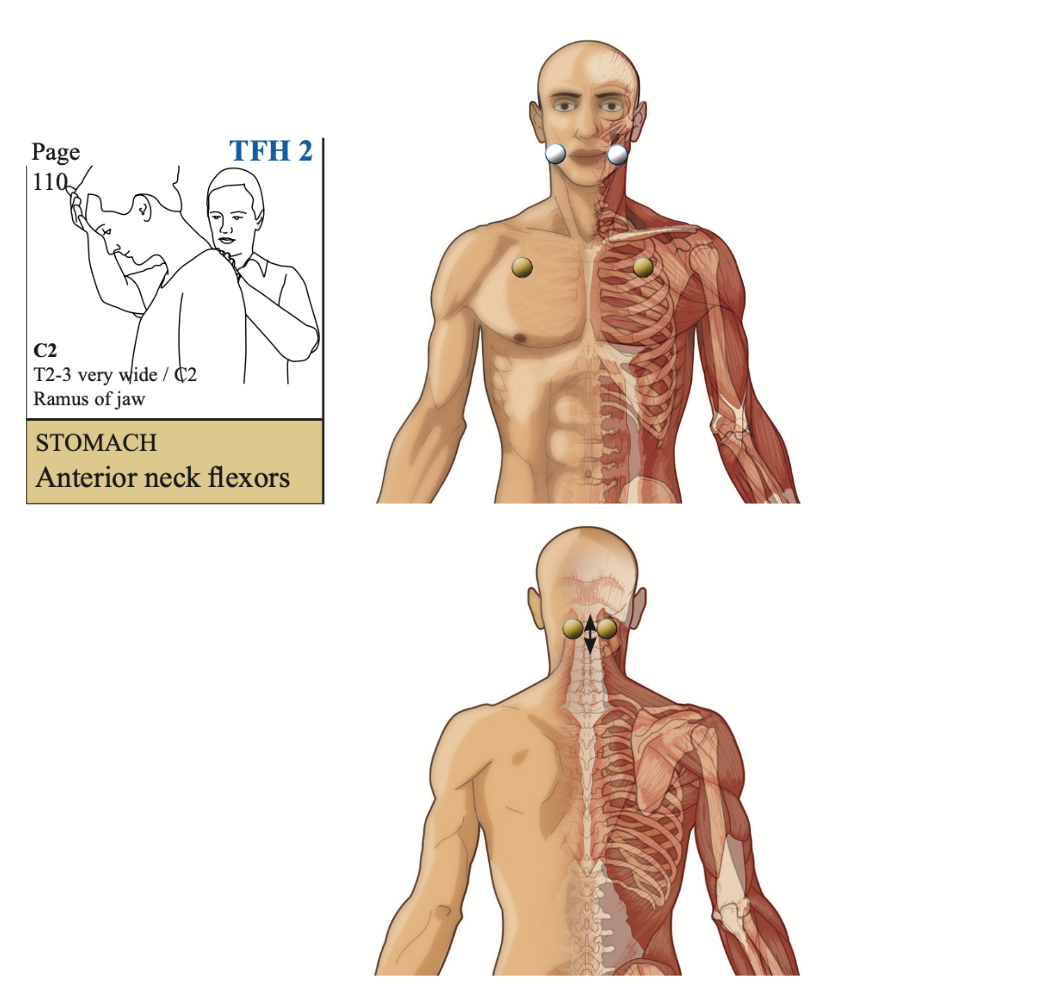 Page
TFH 2
110
C2
T2-3 very wide / C2
Ramus of jaw
STOMACH
Anterior neck flexors